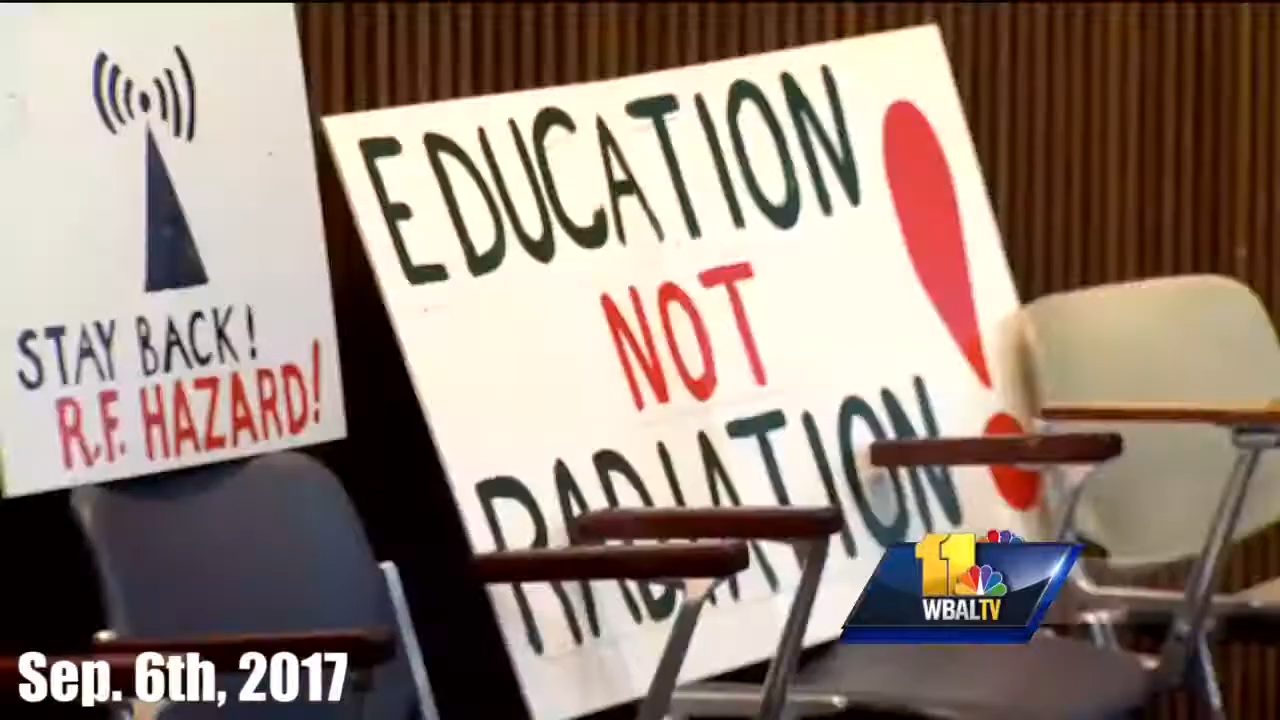 STAY BACK!
R.F. HAZARD!
EDUCATION
NOT
RADIATION!
11
WBALTV
Sep. 6th, 2017